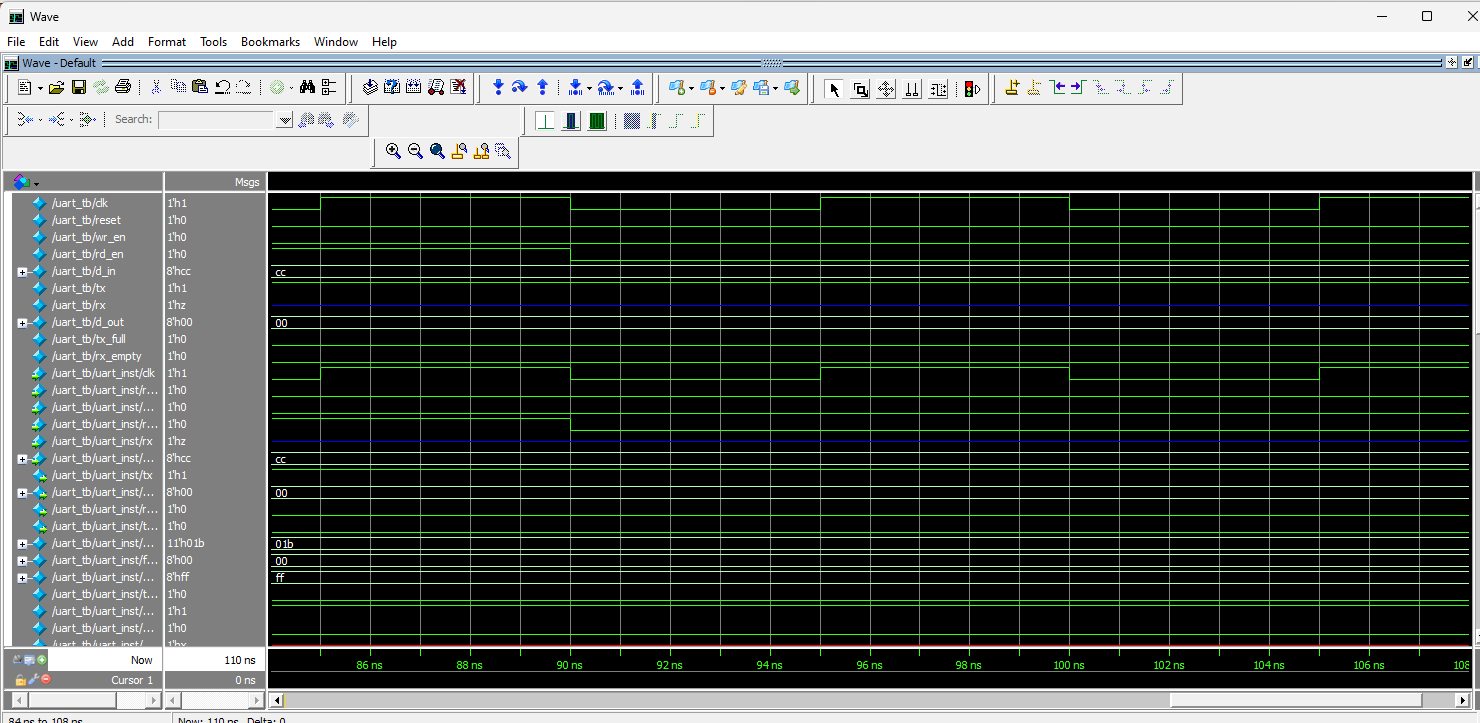 Wave
File Edit View Add Format Tools Bookmarks Window Help
Wave - Default
Search:
Msgs
/uart_tb/clk 1'h1
/uart_tb/reset 1'h0
/uart_tb/wr_en 1'h0
/uart_tb/rd_en 1'h0
/uart_tb/d_in 8'hcc cc
/uart_tb/tx 1'h1
/uart_tb/rx 1'hz
/uart_tb/d_out 8'h00 00
/uart_tb/tx_full 1'h0
/uart_tb/rx_empty 1'h0
/uart_tb/uart_inst/clk 1'h1
/uart_tb/uart_inst/r... 1'h0
/uart_tb/uart_inst/... 1'h0
/uart_tb/uart_inst/r... 1'h0
/uart_tb/uart_inst/rx 1'hz
/uart_tb/uart_inst/... 8'hcc cc
/uart_tb/uart_inst/tx 1'h1
/uart_tb/uart_inst/... 8'h00 00
/uart_tb/uart_inst/r... 1'h0
/uart_tb/uart_inst/t... 1'h0
/uart_tb/uart_inst/... 11'h01b 01b
/uart_tb/uart_inst/f... 8'h00 00
/uart_tb/uart_inst/... 8'hff ff
/uart_tb/uart_inst/t... 1'h0
/uart_tb/uart_inst/... 1'h1
/uart_tb/uart_inst/... 1'h0
/uart_tb/uart_inst/... 1'hx
Now 110 ns 86 ns 88 ns 90 ns 92 ns 94 ns 96 ns 98 ns 100 ns 102 ns 104 ns 106 ns 108
Cursor 1 0 ns
84 ns to 108 ns Now: 110 ns Delta: 0